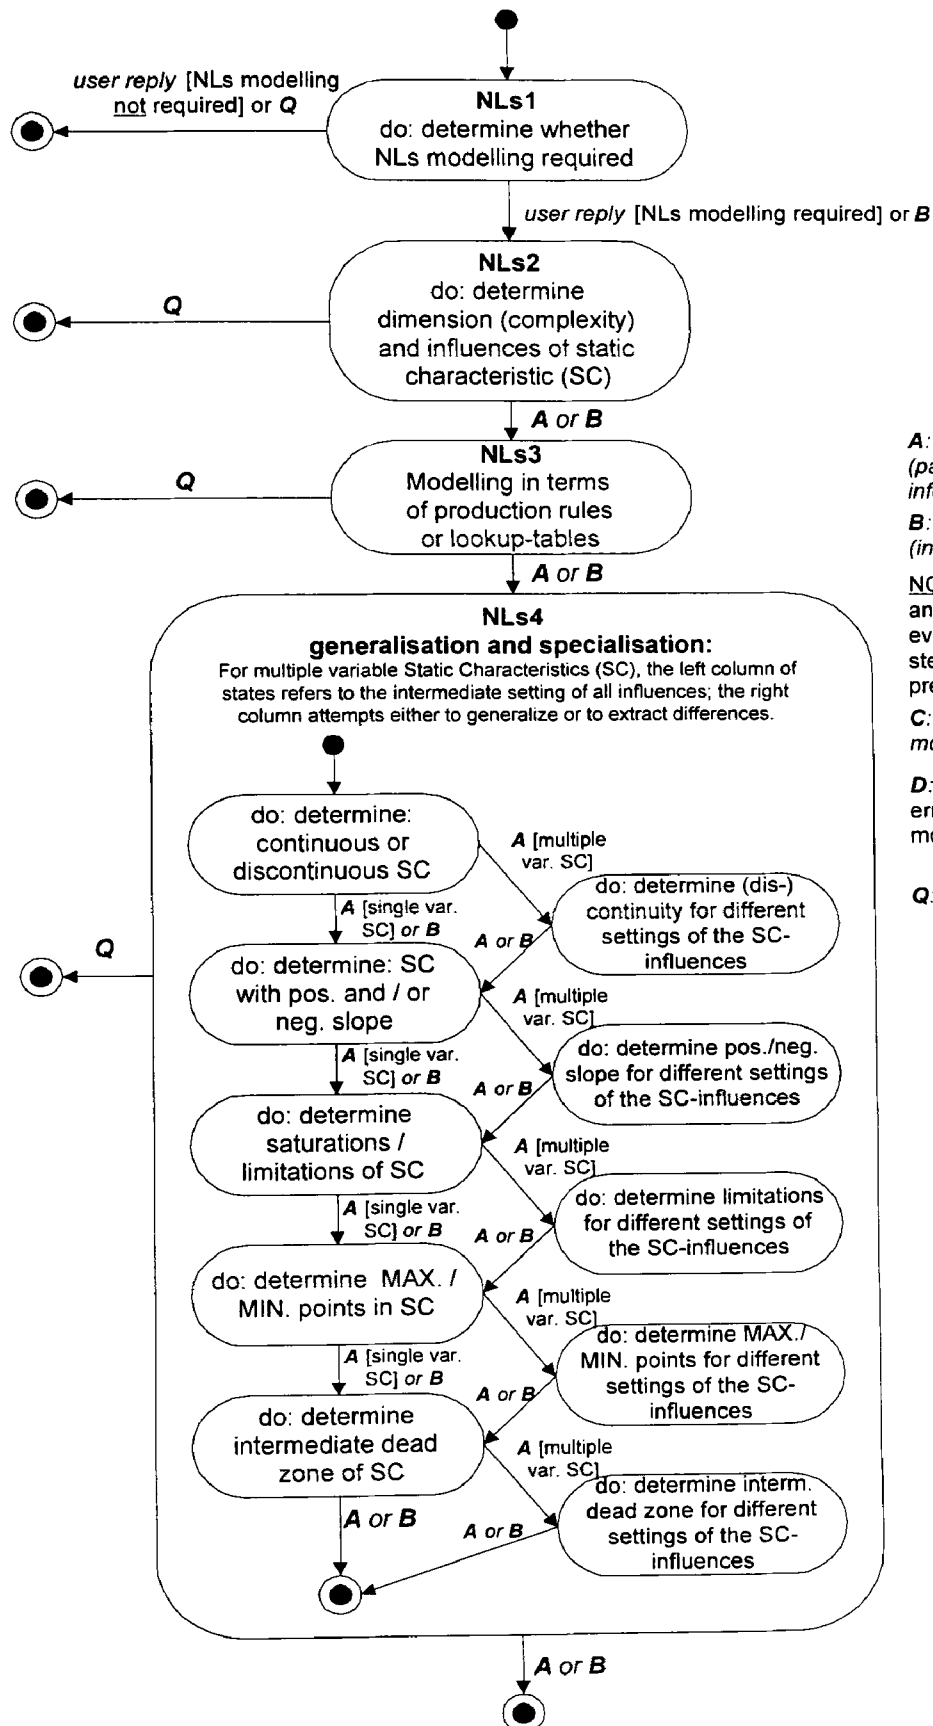 user reply [NLs modelling
not required] or Q
NLs1
do: determine whether
NLs modelling required
user reply [NLs modelling required] or B
NLs2
do: determine
dimension (complexity)
and influences of static
characteristic (SC)
Q
A or B
NLs3
Modelling in terms
of production rules
or lookup-tables
Q
A or B
NLs4
generalisation and specialisation:
For multiple variable Static Characteristics (SC), the left column of
states refers to the intermediate setting of all influences; the right
column attempts either to generalize or to extract differences.
do: determine:
continuous or
discontinuous SC
A [multiple
var. SC]
do: determine (dis-)
continuity for different
settings of the SC-
influences
A [single var.
SC] or B
A or B
Q
do: determine: SC
with pos. and / or
neg. slope
A [multiple
var. SC]
do: determine pos./neg.
slope for different settings
of the SC-influences
A [single var.
SC] or B
A or B
do: determine
saturations /
limitations of SC
A [multiple
var. SC]
do: determine limitations
for different settings of
the SC-influences
A [single var.
SC] or B
A or B
do: determine MAX. /
MIN. points in SC
A [multiple
var. SC]
do: determine MAX./
MIN. points for different
settings of the SC-
influences
A [single var.
SC] or B
A or B
do: determine
intermediate dead
zone of SC
A [multiple
var. SC]
do: determine interm.
dead zone for different
settings of the SC-
influences
A or B
A or B
A or B
A:
B:
(in
an
C:
D:
Q: